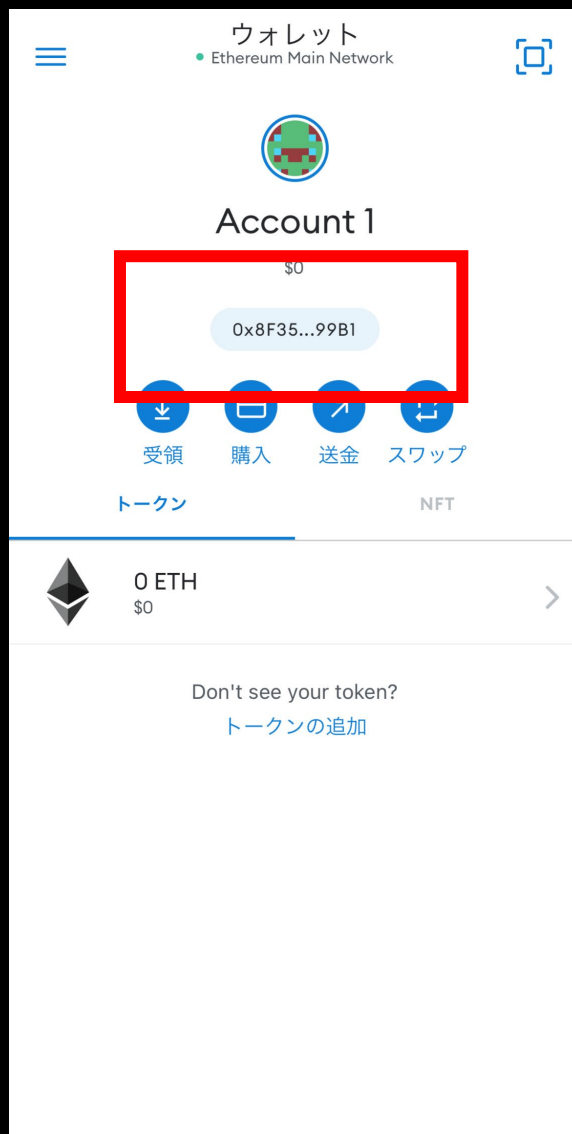 ウォレット
Ethereum Main Network
Account 1
$0
0x8F35...99B1
受領 購入 送金 スワップ
トークン NFT
0 ETH
$0
Don't see your token?
トークンの追加